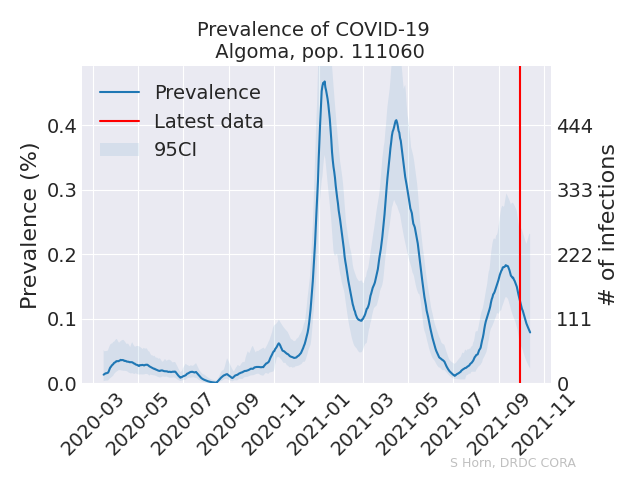 Prevalence of COVID-19
Algoma, pop. 111060
Prevalence
Latest data
95CI
Prevalence (%)
0.4
0.3
0.2
0.1
0.0
444
333
222
111
0
# of infections
2020-03
2020-05
2020-07
2020-09
2020-11
2021-01
2021-03
2021-05
2021-07
2021-09
2021-11
S Horn, DRDC CORA